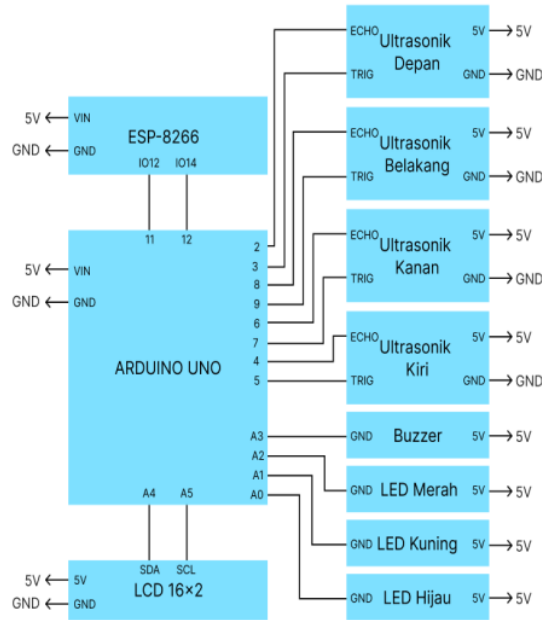 ECHO
Ultrasonik
Depan
5V
5V
TRIG
GND
GND
5V
VIN
ESP-8266
GND
GND
IO12
IO14
ECHO
Ultrasonik
Belakang
5V
5V
TRIG
GND
GND
11
12
2
3
8
9
6
7
4
5
5V
VIN
GND
GND
ARDUINO UNO
ECHO
Ultrasonik
Kanan
5V
5V
TRIG
GND
GND
ECHO
Ultrasonik
Kiri
5V
5V
TRIG
GND
GND
A3
A2
A1
A0
A4
A5
GND
Buzzer
5V
5V
GND
LED Merah
5V
5V
GND
LED Kuning
5V
5V
GND
LED Hijau
5V
5V
SDA
SCL
5V
5V
LCD 16×2
GND
GND